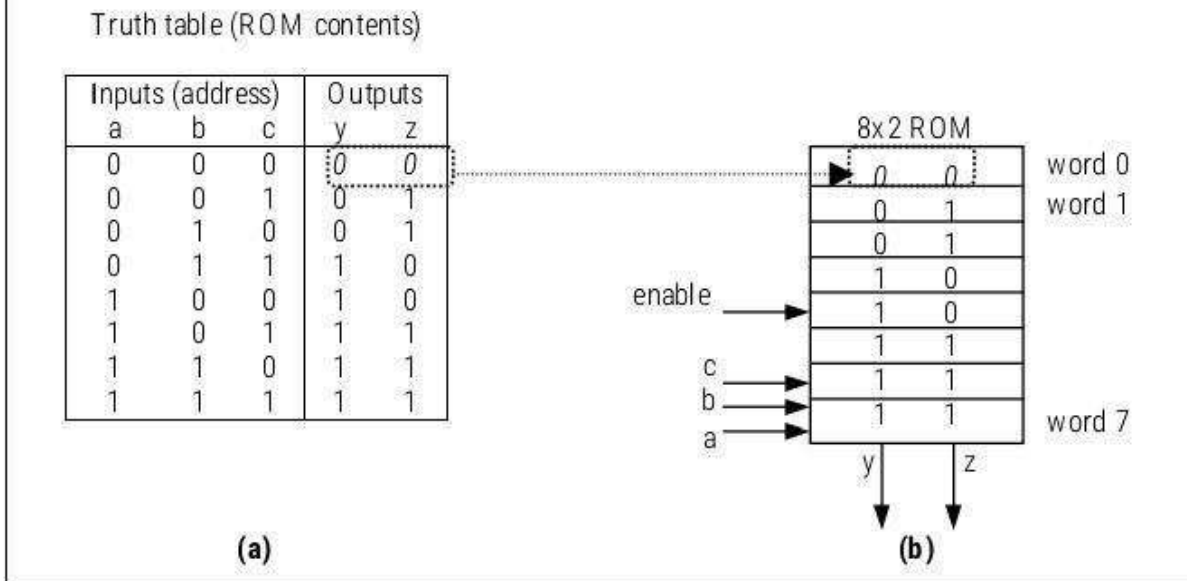 Truth table (ROM contents)
Inputs (address) Outputs
a b c y z
0 0 0 0 0
0 0 1 0 1
0 1 0 0 1
0 1 1 1 0
1 0 0 1 0
1 0 1 1 1
1 1 0 1 1
1 1 1 1 1
(a)
8x2 ROM
0 0 word 0
0 1 word 1
0 1
1 0
enable 1 0
1 1
c 1 1
b
1 1 word 7
a
y z
(b)